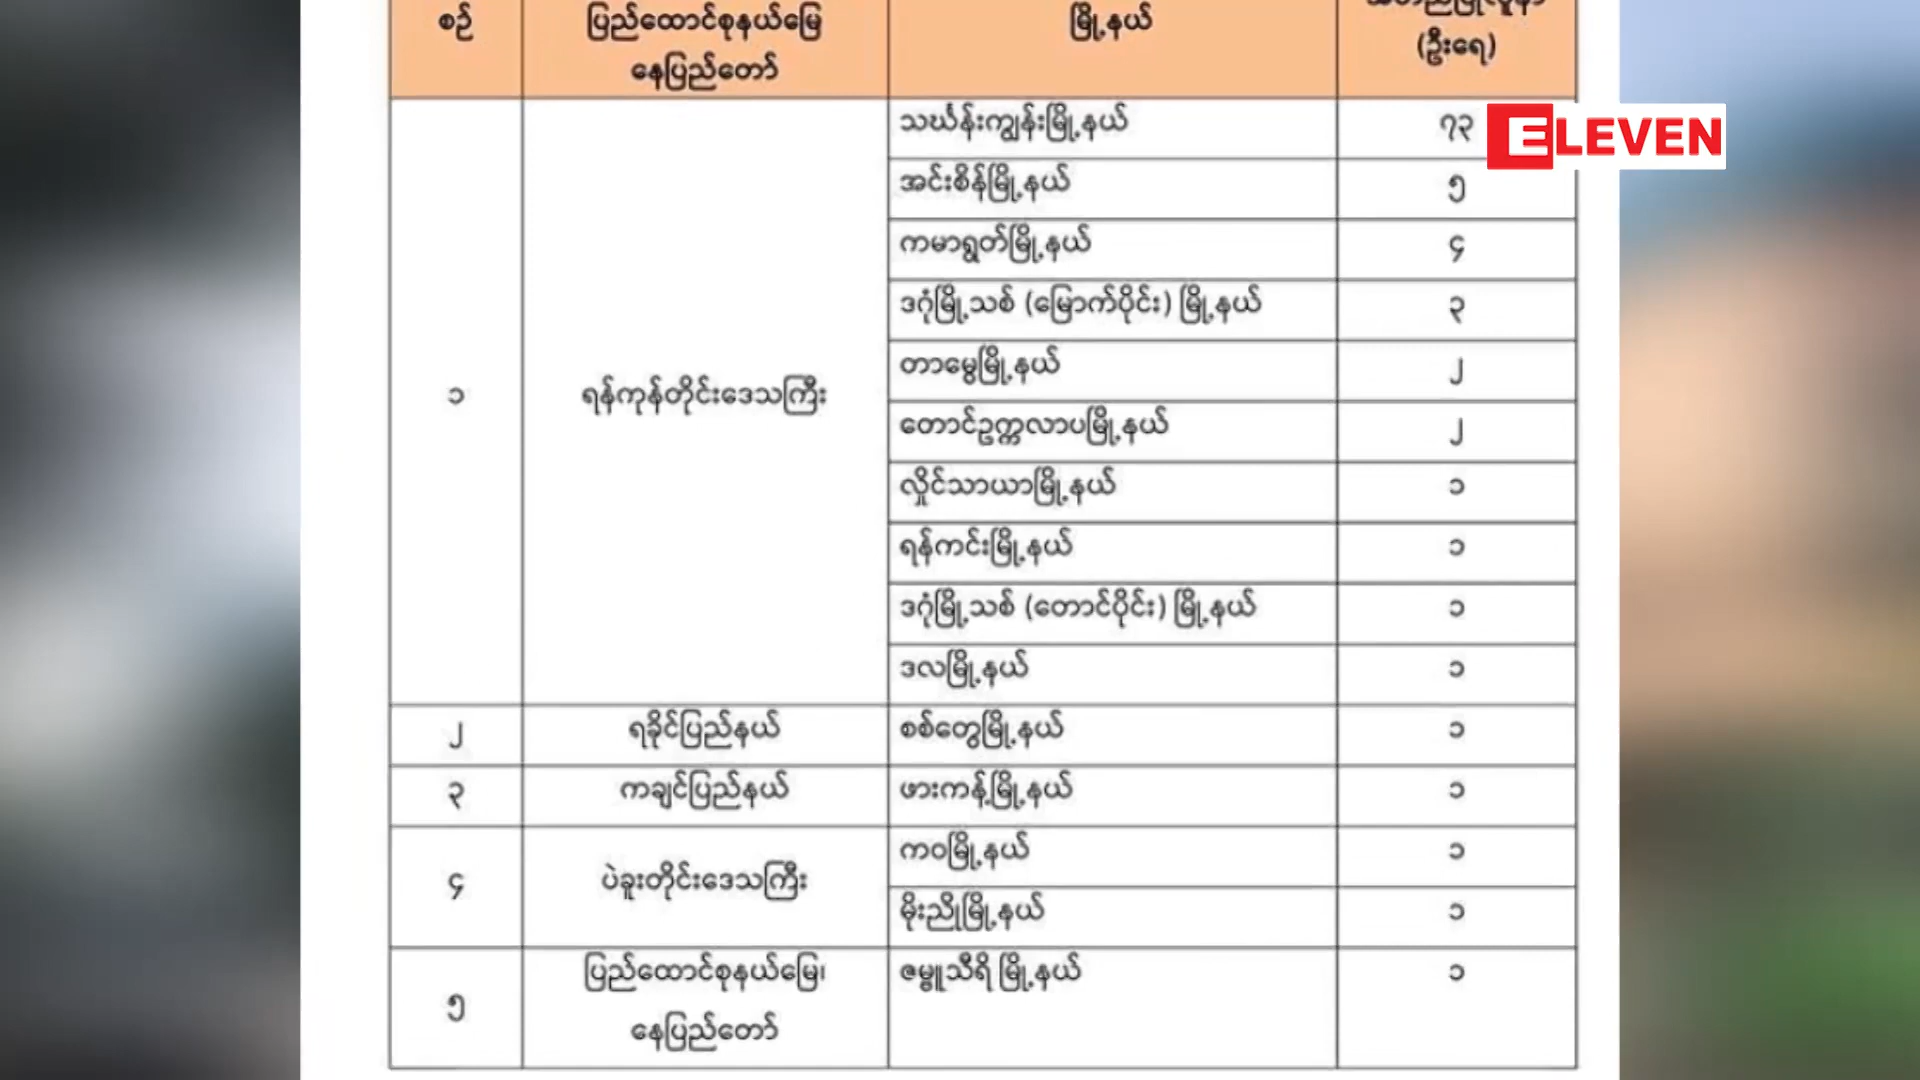 စဉ်
ပြည်ထောင်စုနယ်မြေ
နေပြည်တော်
မြို့နယ်
(ဦးရေ)
၁
ရန်ကုန်တိုင်းဒေသကြီး
သင်္ဃန်းကျွန်းမြို့နယ်
၇၃
ELEVEN
အင်းစိန်မြို့နယ်
၅
ကမာရွတ်မြို့နယ်
၄
ဒဂုံမြို့သစ် (မြောက်ပိုင်း) မြို့နယ်
၃
တာမွေမြို့နယ်
၂
တောင်ဥက္ကလာပမြို့နယ်
၂
လှိုင်သာယာမြို့နယ်
၁
ရန်ကင်းမြို့နယ်
၁
ဒဂုံမြို့သစ် (တောင်ပိုင်း) မြို့နယ်
၁
ဒလမြို့နယ်
၁
၂
ရခိုင်ပြည်နယ်
စစ်တွေမြို့နယ်
၁
၃
ကချင်ပြည်နယ်
ဖားကန့်မြို့နယ်
၁
၄
ပဲခူးတိုင်းဒေသကြီး
ကဝမြို့နယ်
၁
မိုးညိုမြို့နယ်
၁
၅
ပြည်ထောင်စုနယ်မြေ၊
နေပြည်တော်
ဇမ္ဗူသီရိ မြို့နယ်
၁